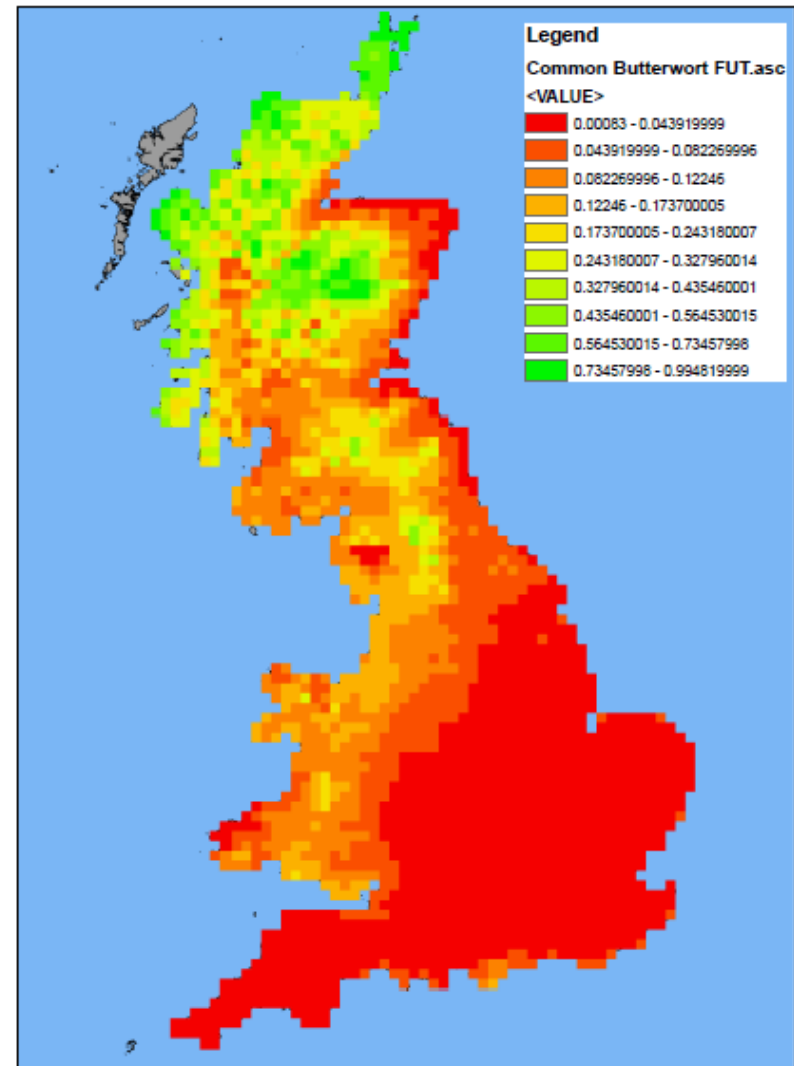 Legend
Common Butterwort FUT.asc
<VALUE>
0.00083 - 0.043919999
0.043919999 - 0.082269996
0.082269996 - 0.12246
0.12246 - 0.173700005
0.173700005 - 0.243180007
0.243180007 - 0.327960014
0.327960014 - 0.435460001
0.435460001 - 0.564530015
0.564530015 - 0.73457998
0.73457998 - 0.994819999